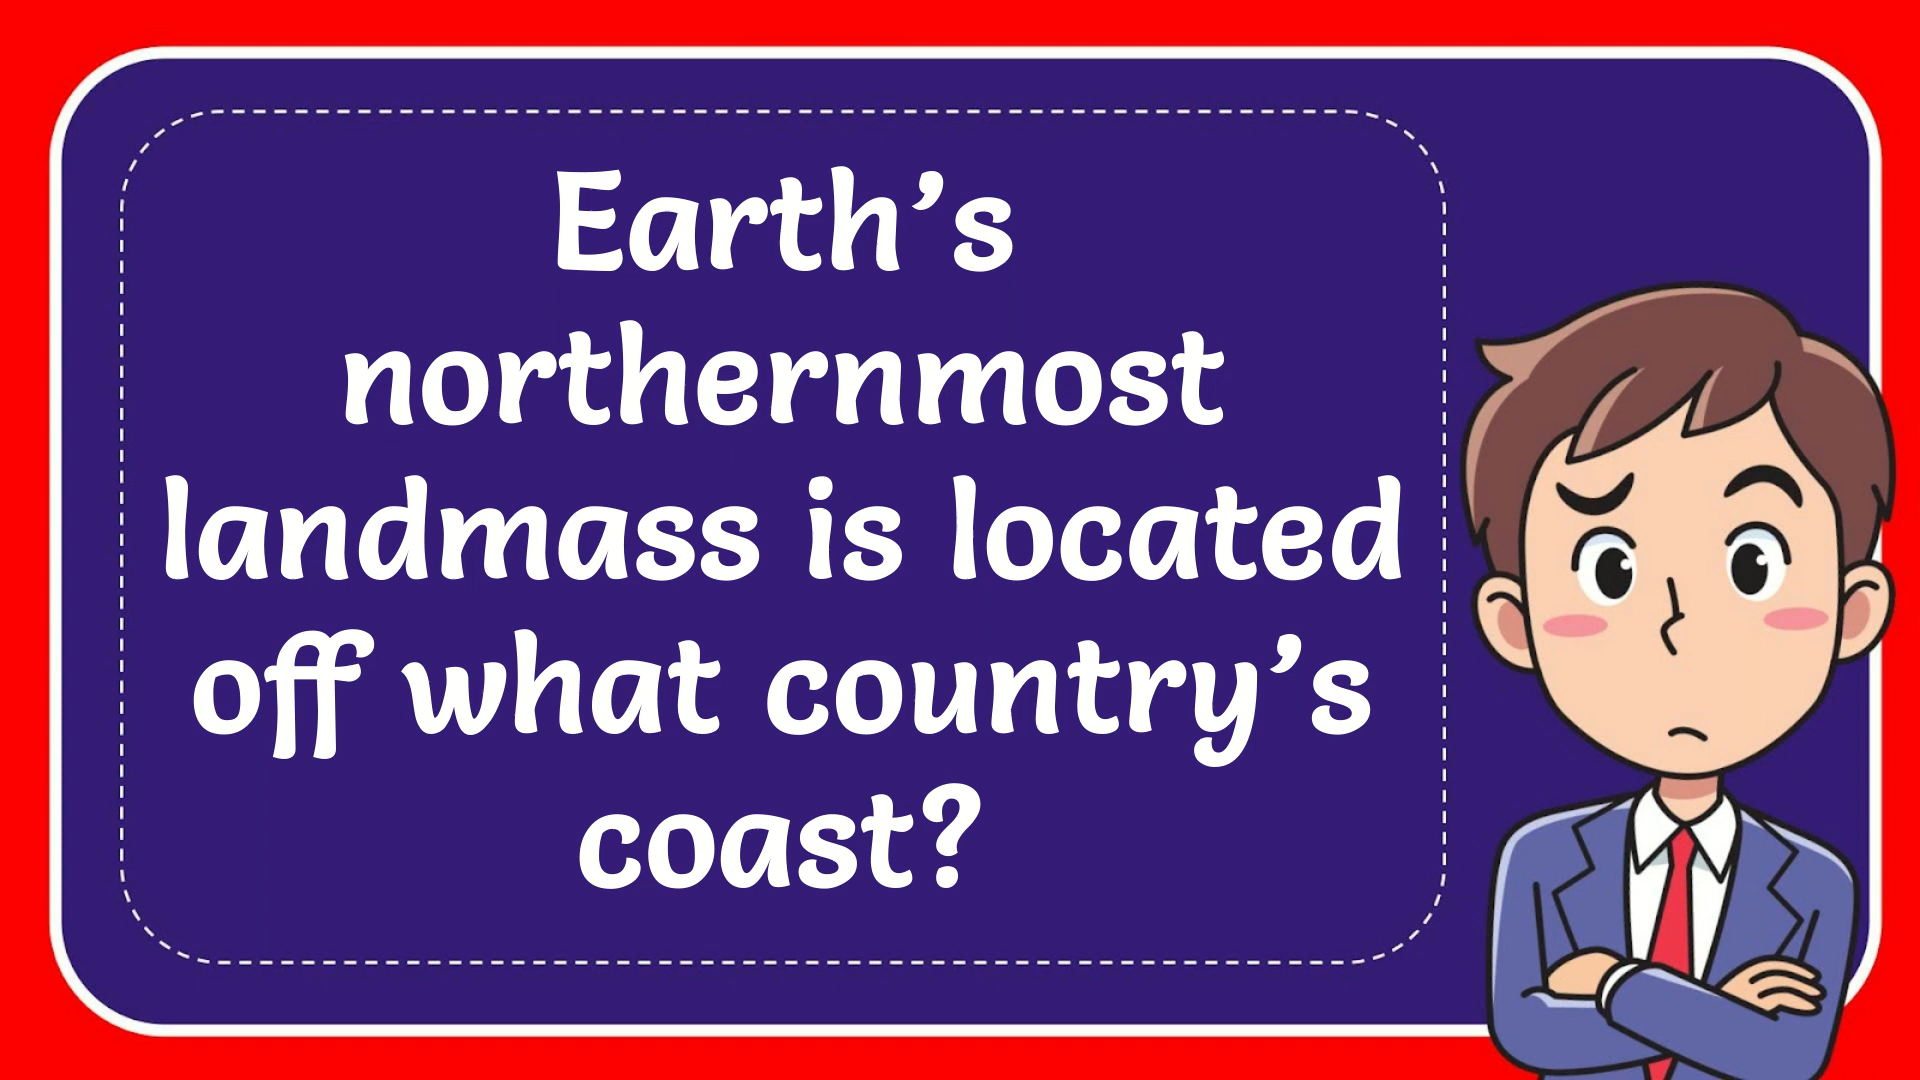 Earth’s
northernmost
landmass is located
off what country’s
coast?